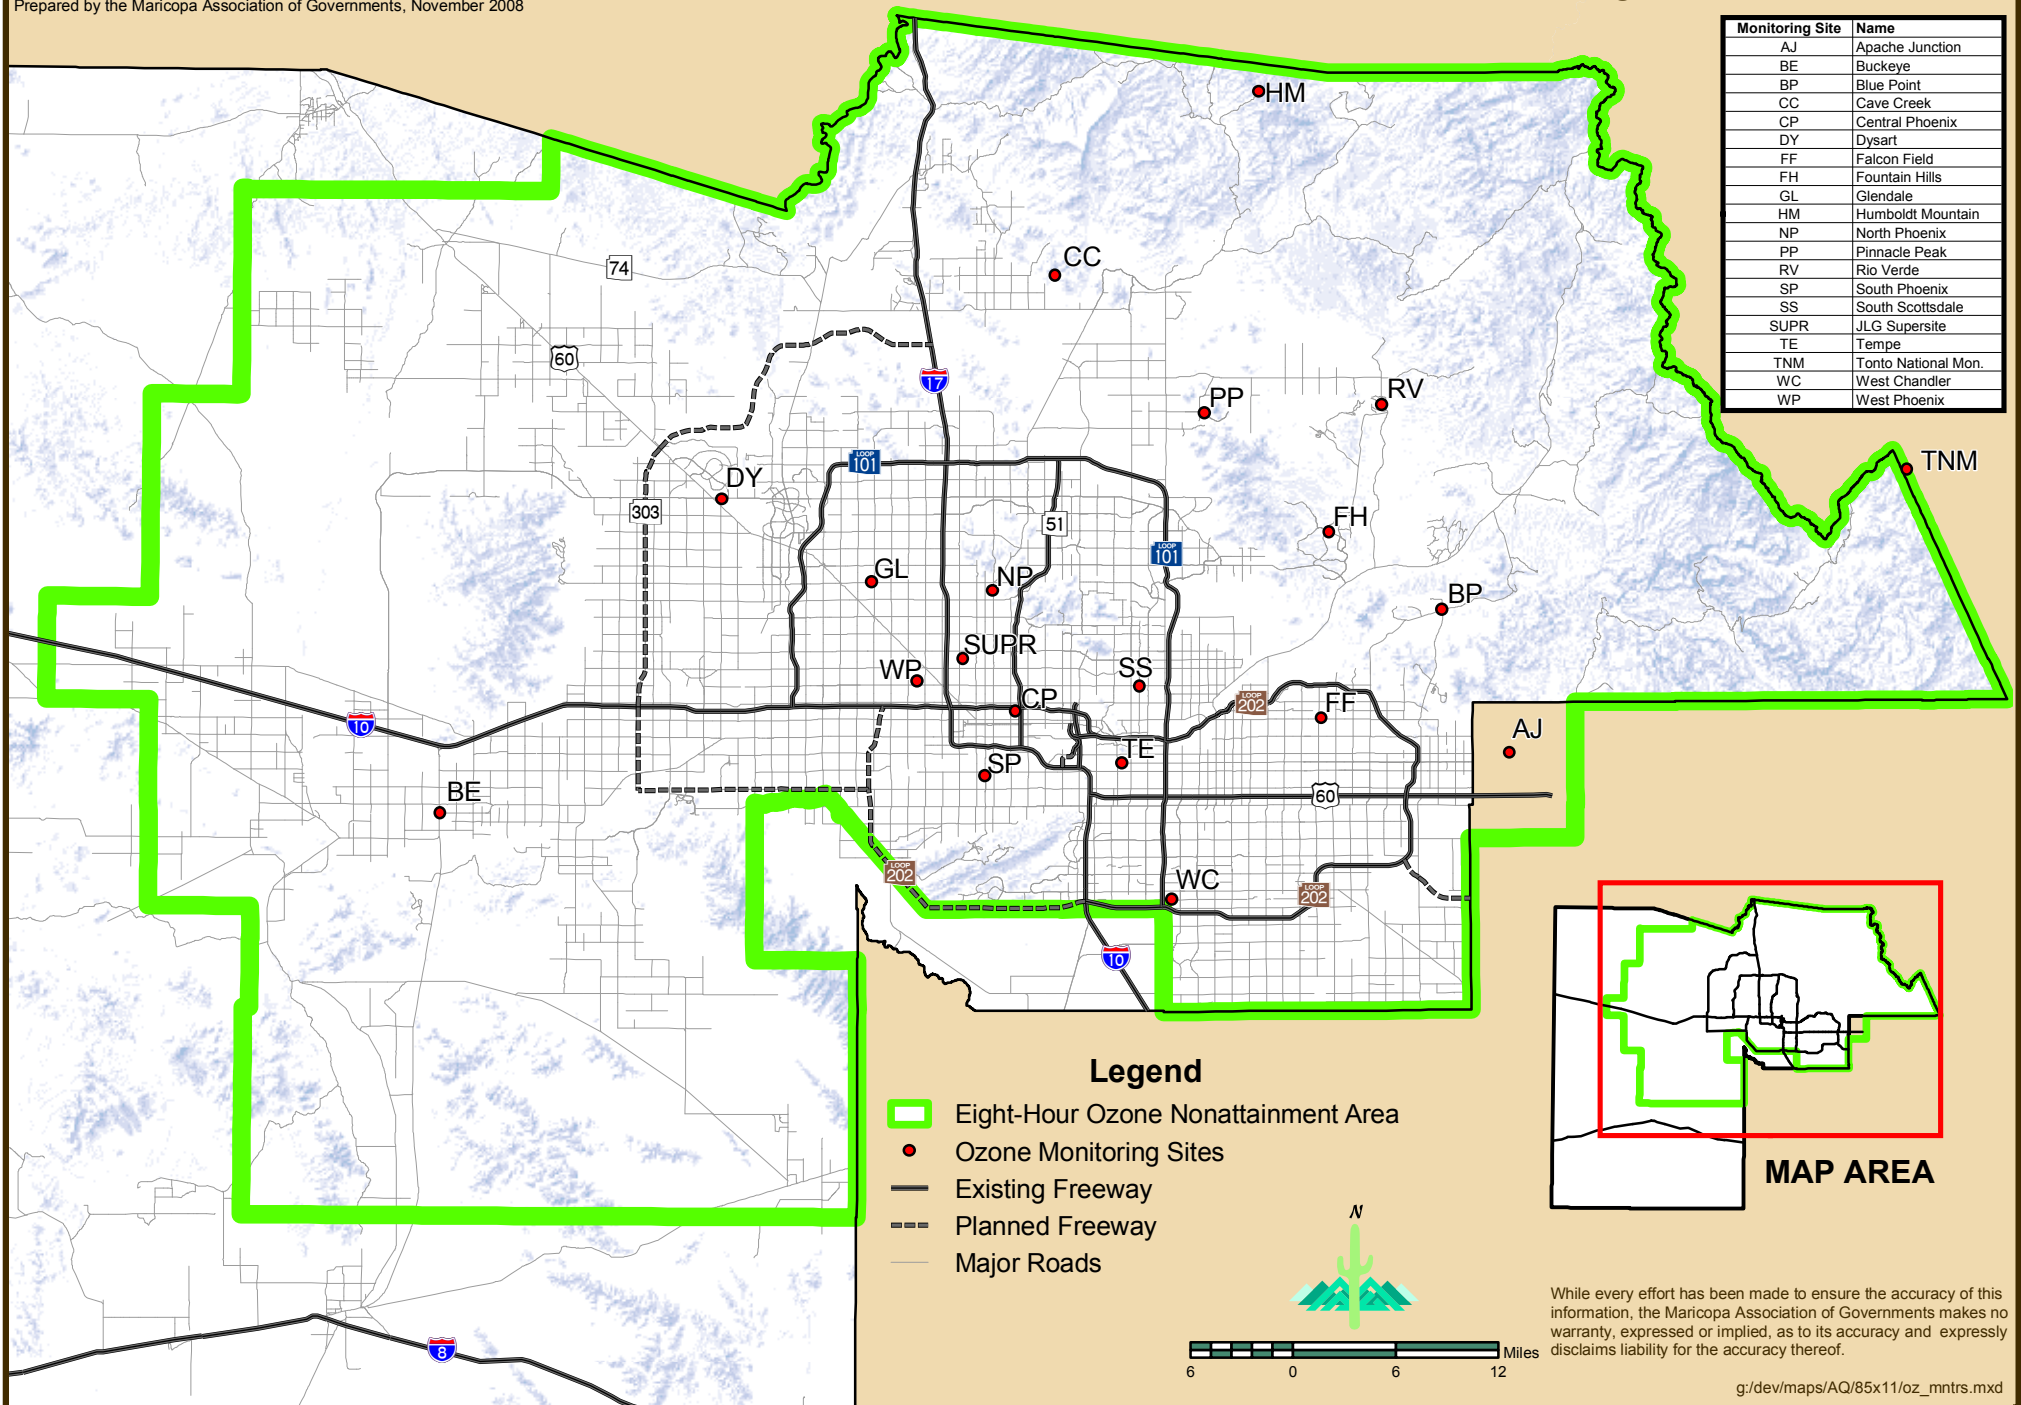 Prepared by the Maricopa Association of Governments, November 2008
Monitoring Site Name
AJ Apache Junction
BE Buckeye
BP Blue Point
CC Cave Creek
CP Central Phoenix
DY Dysart
FF Falcon Field
FH Fountain Hills
GL Glendale
HM Humboldt Mountain
NP North Phoenix
PP Pinnacle Peak
RV Rio Verde
SP South Phoenix
SS South Scottsdale
SUPR JLG Supersite
TE Tempe
TNM Tonto National Mon.
WC West Chandler
WP West Phoenix
HM
CC
74
60
17
PP
RV
LOOP
101
TNM
DY
303
51
FH
LOOP
101
GL
NP
BP
SUPR
WP
SS
CP
LOOP
202
FF
10
AJ
TE
SP
BE
60
LOOP
202
WC
LOOP
202
10
Legend
Eight-Hour Ozone Nonattainment Area
Ozone Monitoring Sites
Existing Freeway
Planned Freeway
Major Roads
MAP AREA
N
8
Miles
6 0 6 12
While every effort has been made to ensure the accuracy of this
information, the Maricopa Association of Governments makes no
warranty, expressed or implied, as to its accuracy and expressly
disclaims liability for the accuracy thereof.
g:/dev/maps/AQ/85x11/oz_mntrs.mxd